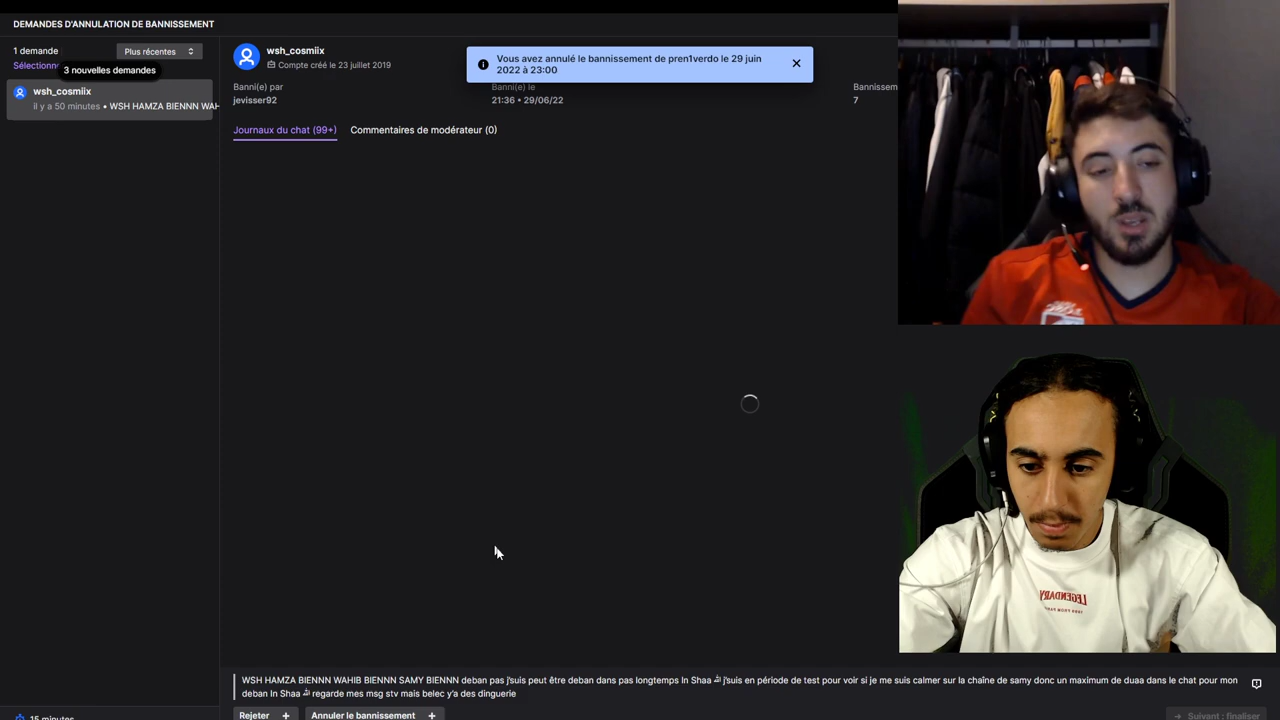 DEMANDES D'ANNULATION DE BANNISSEMENT
1 demande
Plus récentes
Sélectionn
3 nouvelles demandes
wsh_cosmiix
il y a 50 minutes • WSH HAMZA BIENNN WAH
wsh_cosmiix
Compte créé le 23 juillet 2019
Vous avez annulé le bannissement de pren1verdo le 29 juin
2022 à 23:00
Banni(e) par
jevisser92
Banni(e) le
21:36 • 29/06/22
Bannissem
7
Journaux du chat (99+)
Commentaires de modérateur (0)
LEGENDARY
WSH HAMZA BIENNN WAHIB BIENNN SAMY BIENNN deban pas j'suis peut être deban dans pas longtemps In Shaa ﷲ j'suis en période de test pour voir si je me suis calmer sur la chaîne de samy donc un maximum de duaa dans le chat pour mon
deban In Shaa ﷲ regarde mes msg stv mais belec y'a des dinguerie
15 minutes
Rejeter +
Annuler le bannissement +
→ Suivant : finaliser